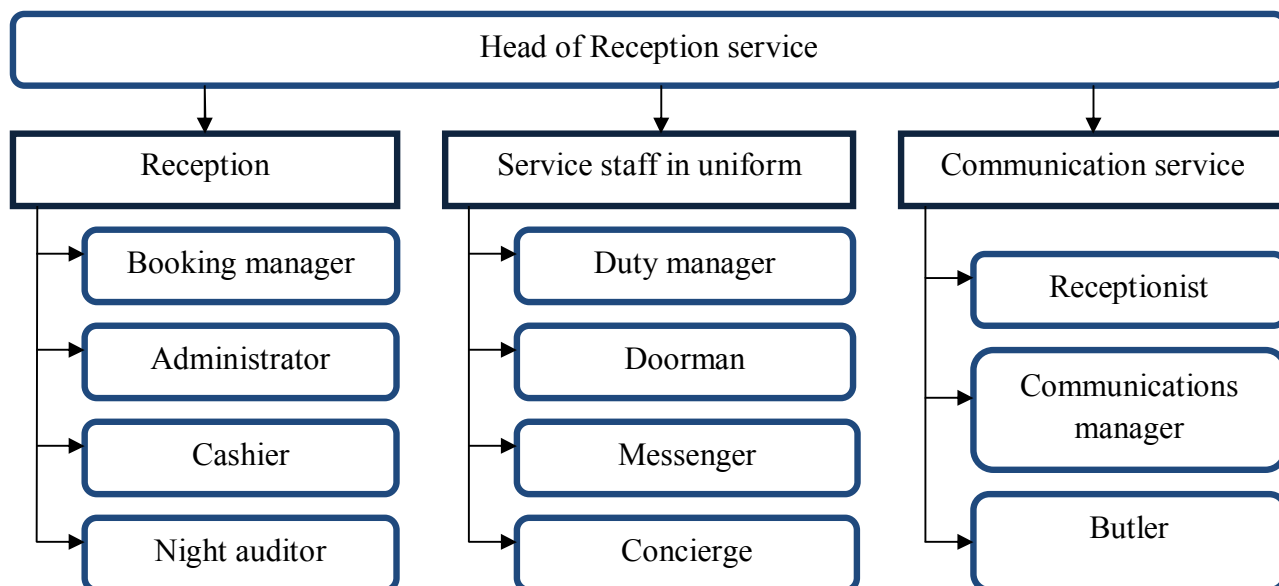 Head of Reception service
Reception
Booking manager
Administrator
Cashier
Night auditor
Service staff in uniform
Duty manager
Doorman
Messenger
Concierge
Communication service
Receptionist
Communications
manager
Butler